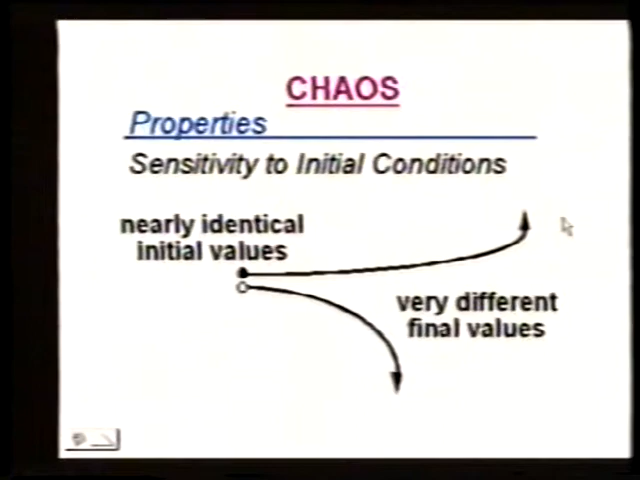 CHAOS
Properties
Sensitivity to Initial Conditions
nearly identical
initial values
very different
final values